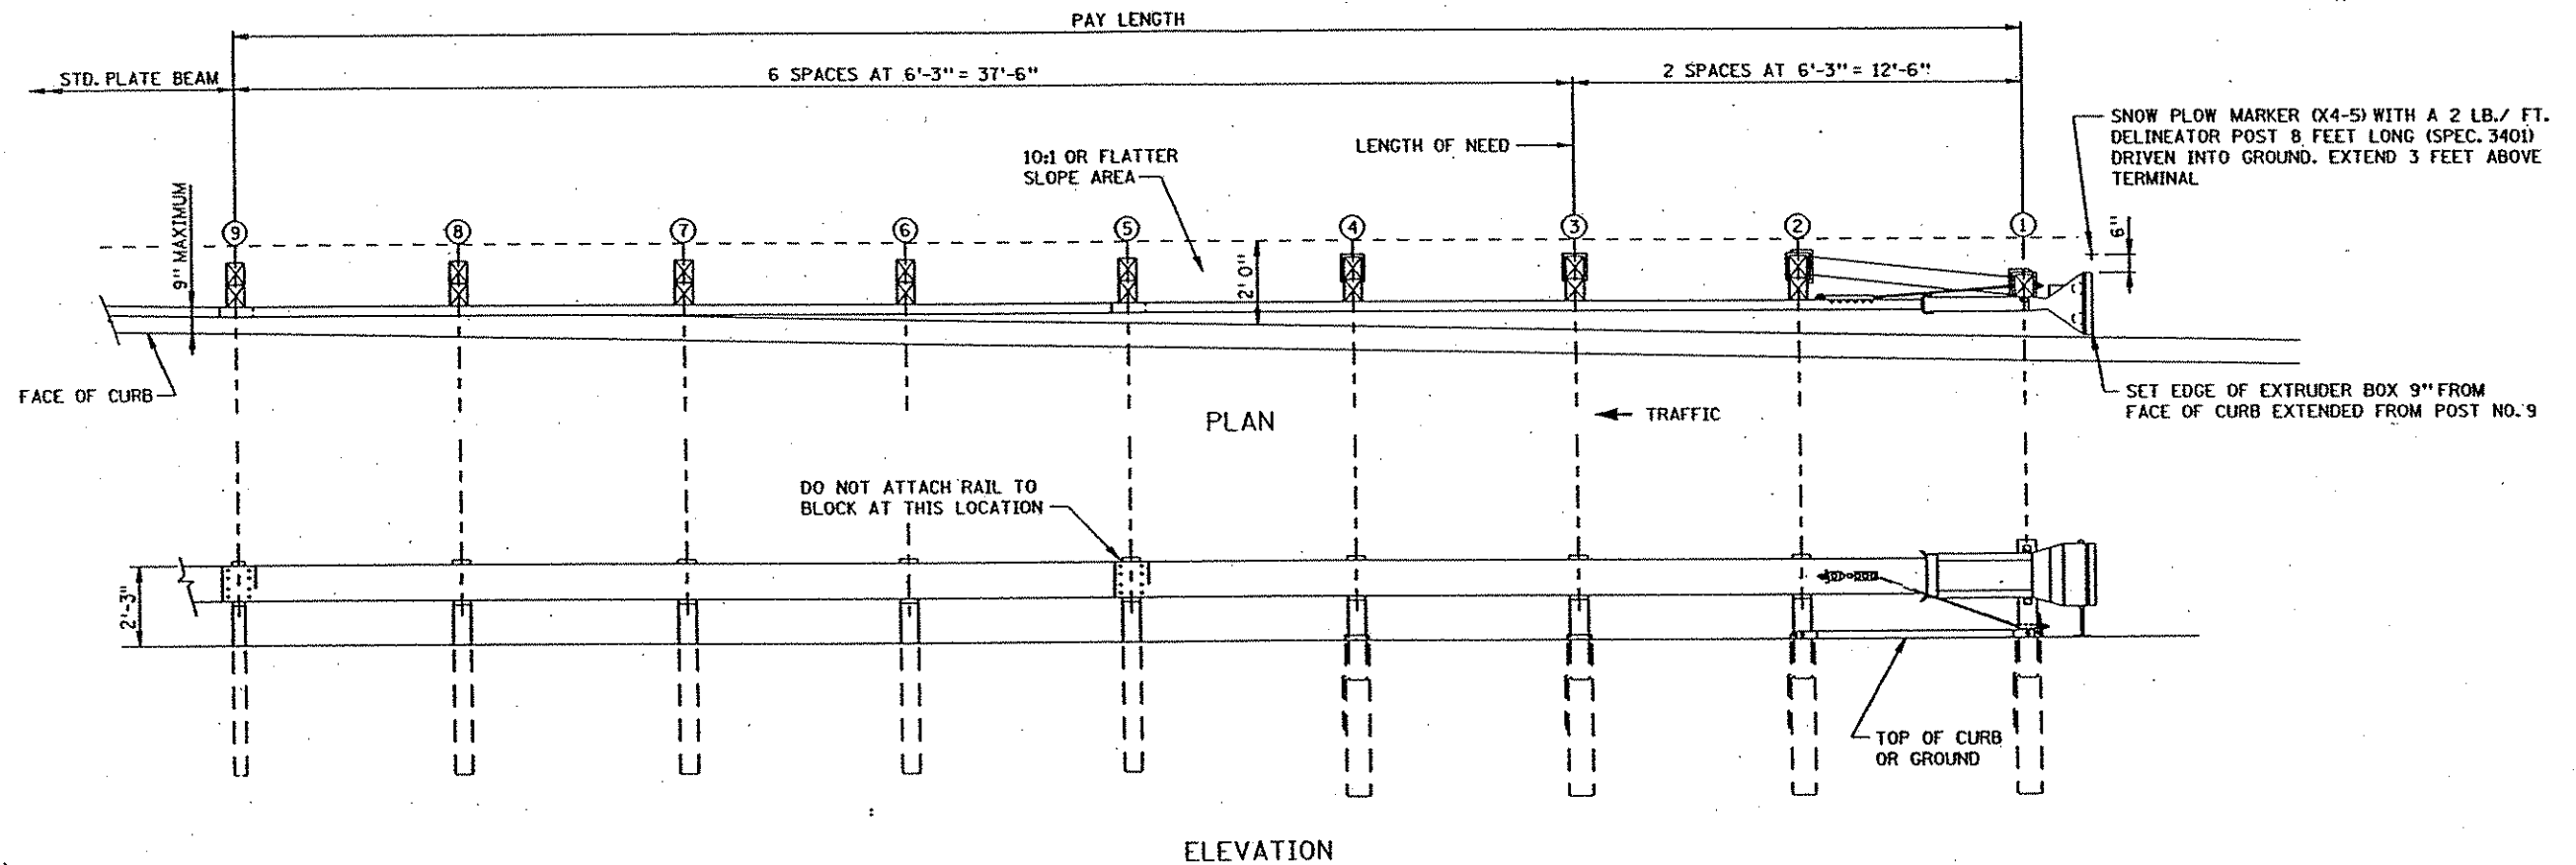 PAY LENGTH
STD. PLATE BEAM
6 SPACES AT 6'-3" = 37'-6"
2 SPACES AT 6'-3" = 12'-6"
SNOW PLOW MARKER (X4-5) WITH A 2 LB./ FT.
DELINEATOR POST 8 FEET LONG (SPEC. 3401)
DRIVEN INTO GROUND. EXTEND 3 FEET ABOVE
TERMINAL
LENGTH OF NEED
10:1 OR FLATTER
SLOPE AREA
9" MAXIMUM
9
8
7
6
5
4
3
2
1
6"
2' 0"
FACE OF CURB
SET EDGE OF EXTRUDER BOX 9" FROM
FACE OF CURB EXTENDED FROM POST NO. 9
PLAN
TRAFFIC
DO NOT ATTACH RAIL TO
BLOCK AT THIS LOCATION
2'-3"
TOP OF CURB
OR GROUND
ELEVATION